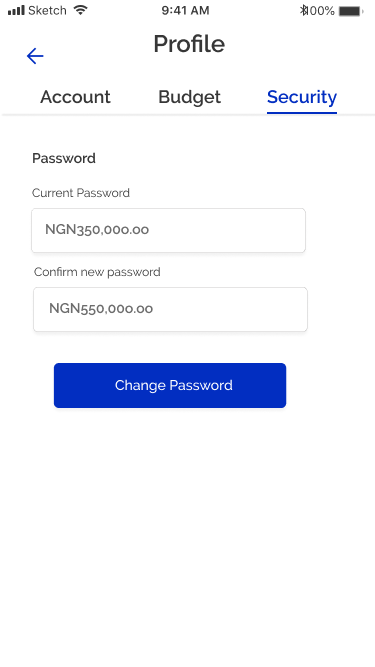 Sketch 9:41 AM 100%
Profile
Account Budget Security
Password
Current Password
NGN350,000.00
Confirm new password
NGN550,000.00
Change Password